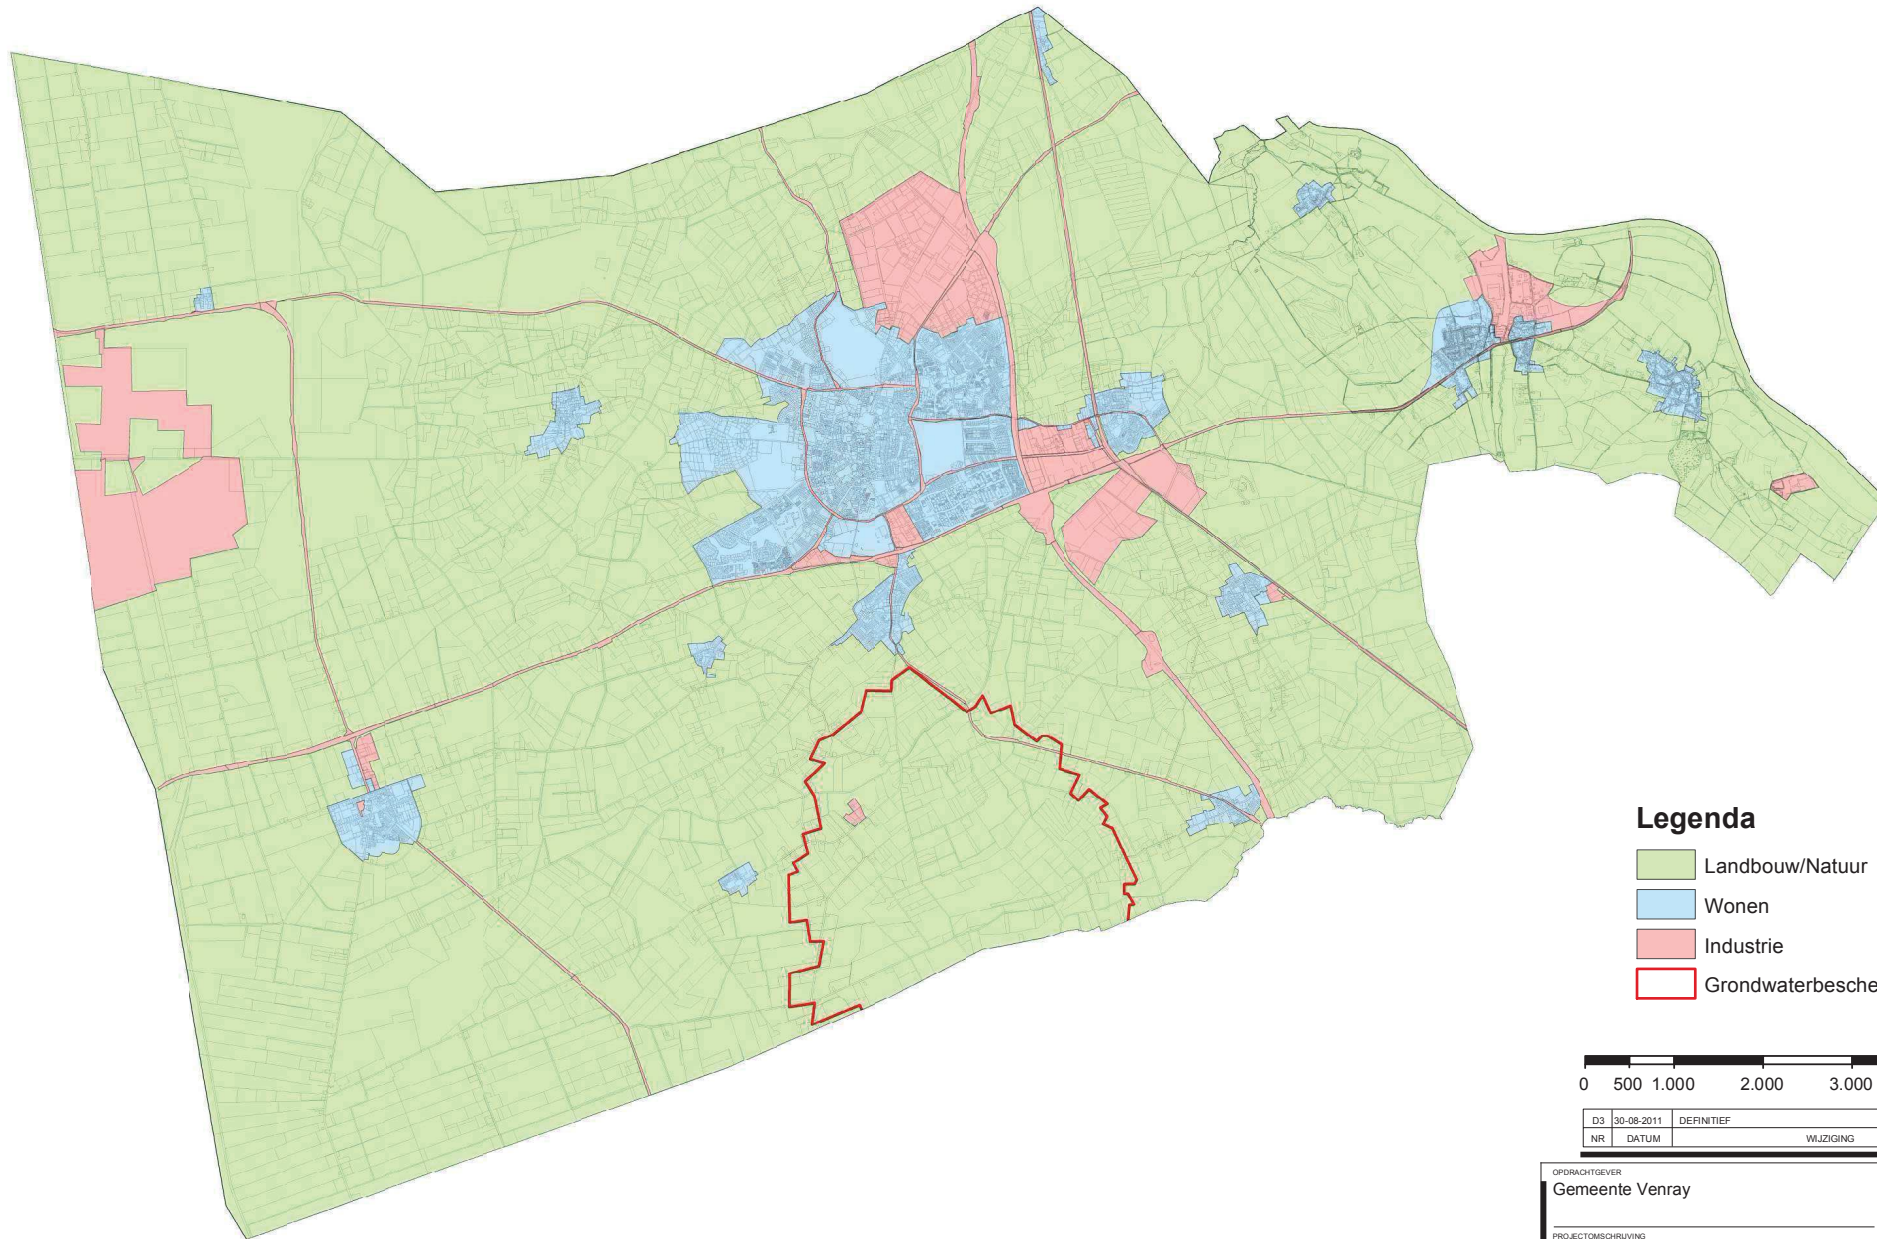 Legenda
Landbouw/Natuur
Wonen
Industrie
Grondwaterbesche
0 500 1.000 2.000 3.000
D3 30-08-2011 DEFINITIEF
NR DATUM WIJZIGING
OPDRACHTGEVER
Gemeente Venray
PROJECTOMSCHRIJVING